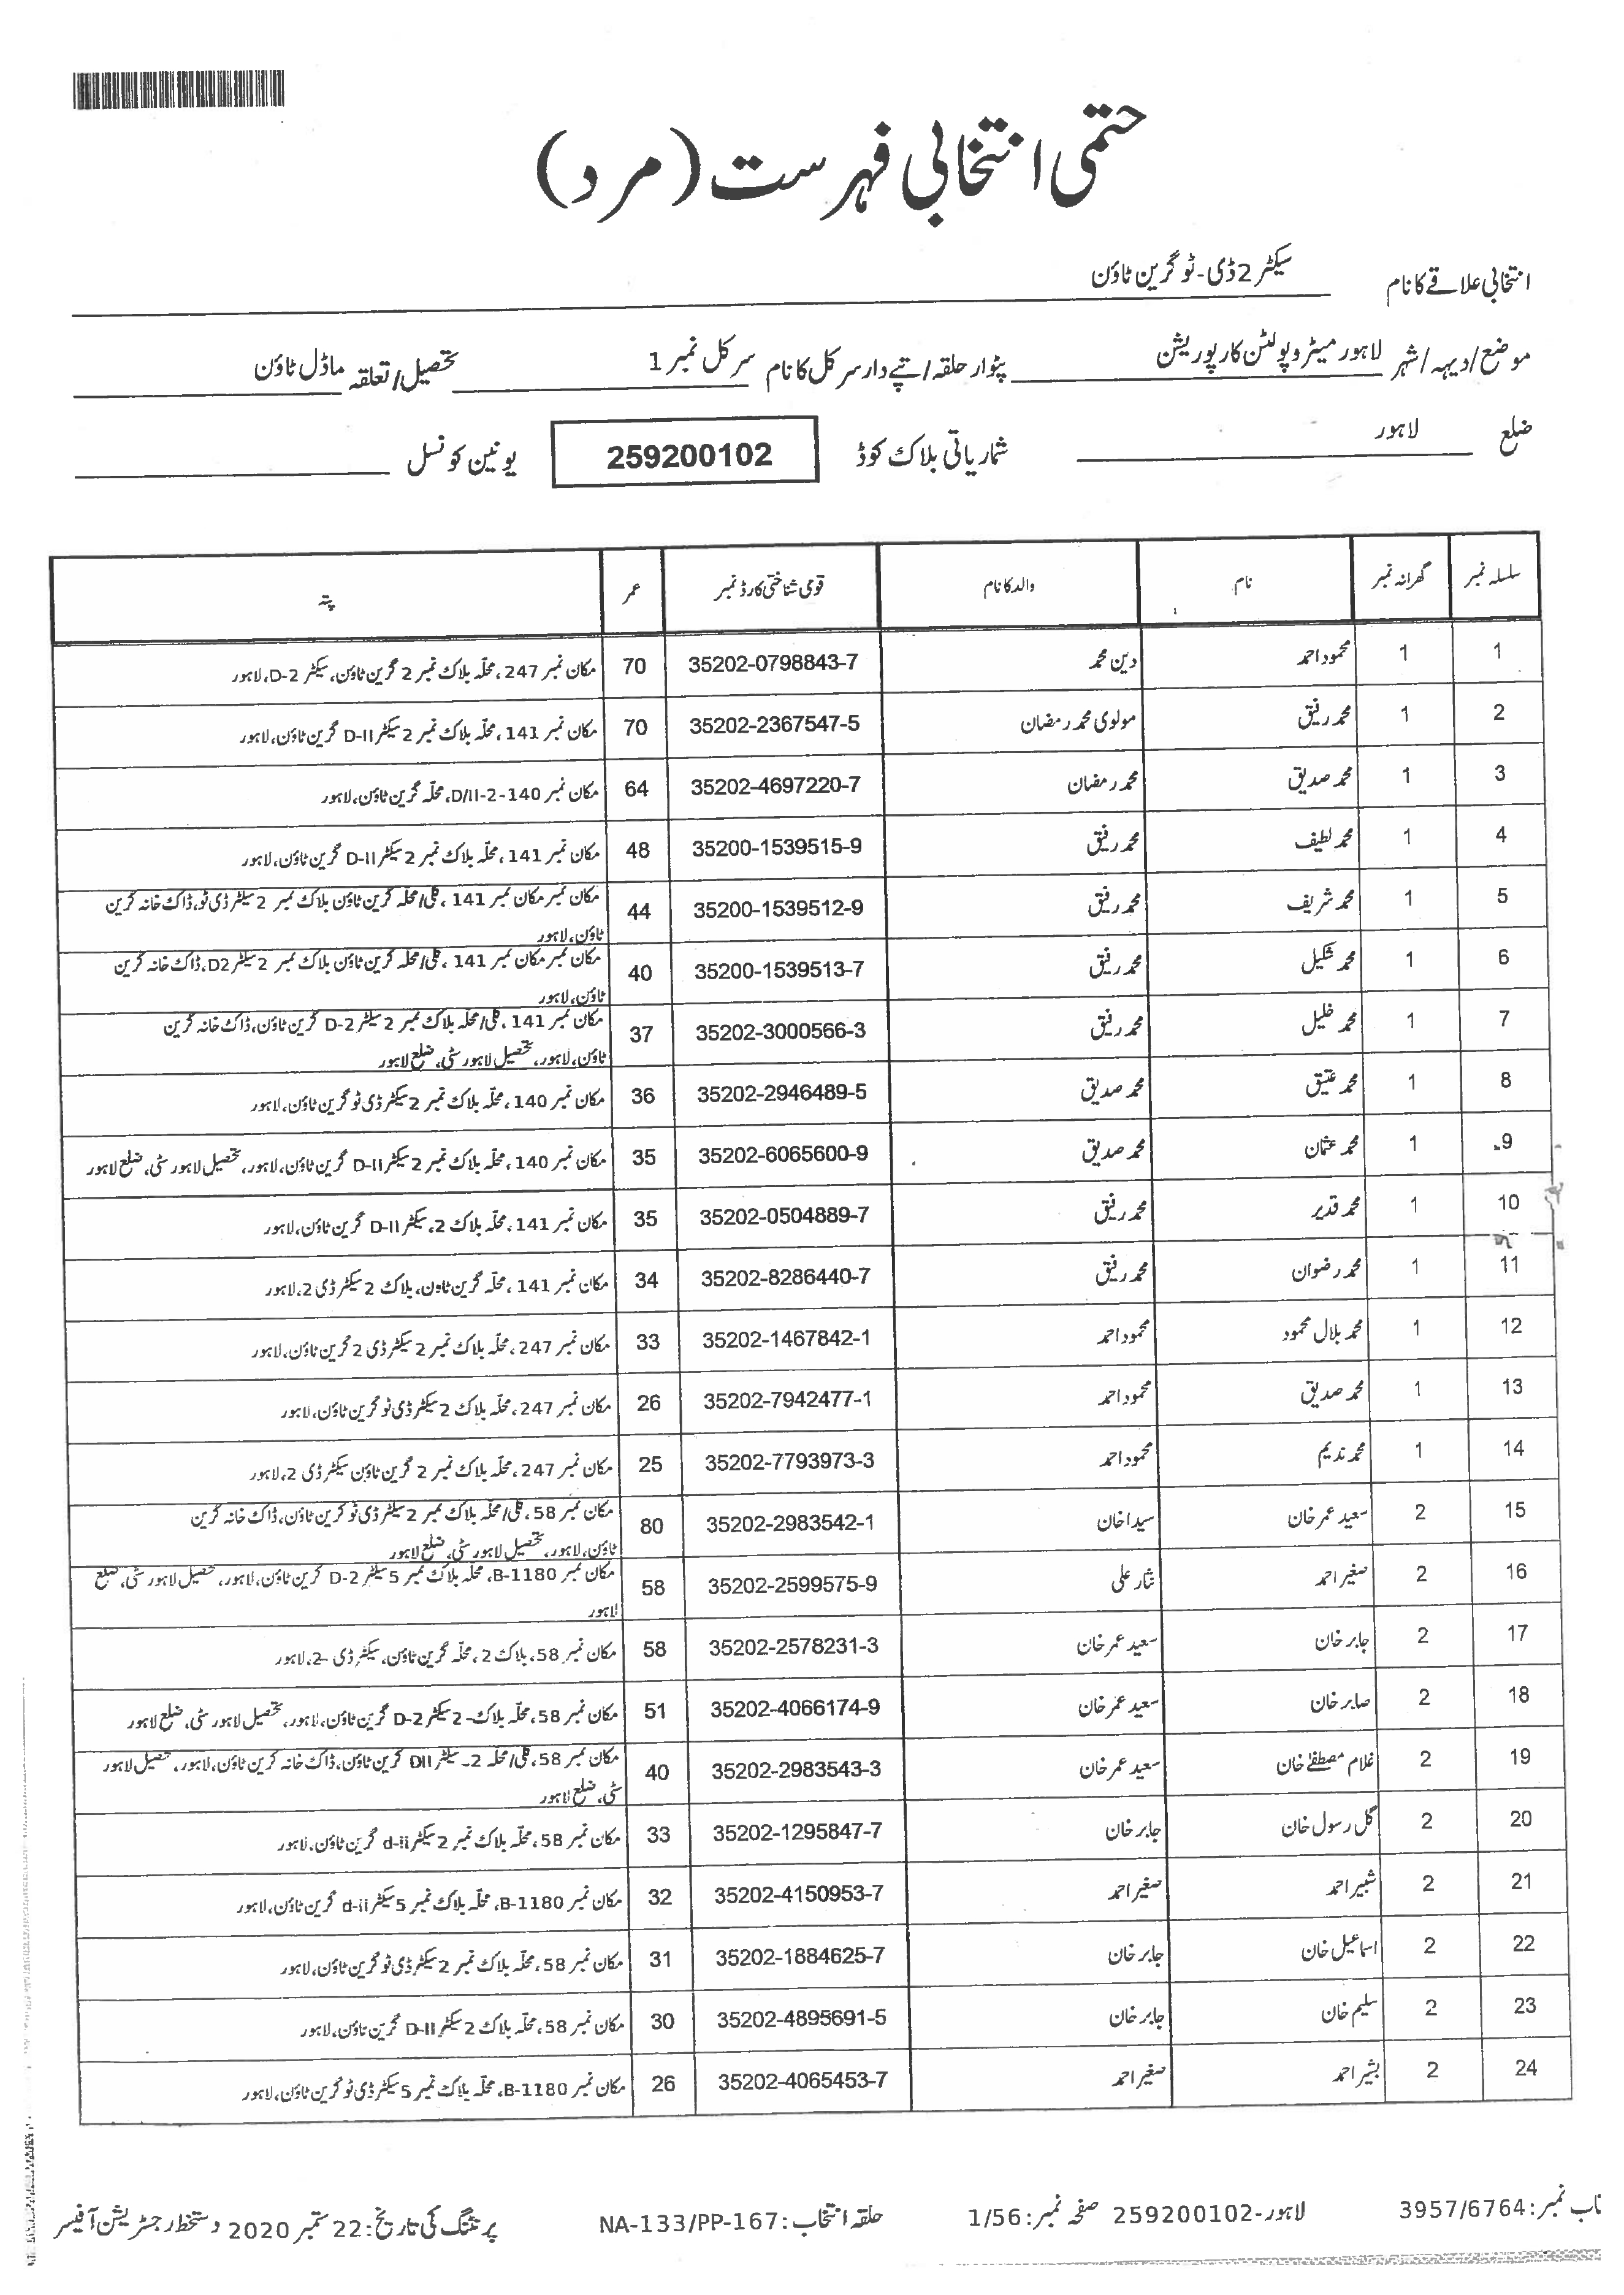 حتمی انتخابی فہرست (مرد)
انتخابی علاقے کا نام سیکٹر 2 ڈی-ٹو گرین ٹاؤن
موضع/دیہہ/شہر لاہور میٹروپولٹن کارپوریشن پٹوار حلقہ/تپے دار سرکل کا نام سرکل نمبر 1 تحصیل/تعلقہ ماڈل ٹاؤن
ضلع لاہور شماریاتی بلاک کوڈ 259200102 یونین کونسل
سلسلہ نمبر گھرانہ نمبر نام والد کا نام قومی شناختی کارڈ نمبر عمر پتہ
1 1 محمود احمد دین محمد 35202-0798843-7 70 مکان نمبر 247، محلہ بلاک نمبر 2 گرین ٹاؤن، سیکٹر D-2، لاہور
2 1 محمد رفیق مولوی محمد رمضان 35202-2367547-5 70 مکان نمبر 141، محلہ بلاک نمبر 2 سیکٹر D-II گرین ٹاؤن، لاہور
3 1 محمد صدیق محمد رمضان 35202-4697220-7 64 مکان نمبر 140-2-D/II، محلہ گرین ٹاؤن، لاہور
4 1 محمد لطیف محمد رفیق 35200-1539515-9 48 مکان نمبر 141، محلہ بلاک نمبر 2 سیکٹر D-II گرین ٹاؤن، لاہور
5 1 محمد شریف محمد رفیق 35200-1539512-9 44 مکان نمبر مکان نمبر 141، گلی/محلہ گرین ٹاؤن بلاک نمبر 2 سیکٹر ڈی ٹو، ڈاک خانہ گرین
ٹاؤن، لاہور
6 1 محمد شکیل محمد رفیق 35200-1539513-7 40 مکان نمبر مکان نمبر 141، گلی/محلہ گرین ٹاؤن بلاک نمبر 2 سیکٹر D2، ڈاک خانہ گرین
ٹاؤن، لاہور
7 1 محمد خلیل محمد رفیق 35202-3000566-3 37 مکان نمبر 141، گلی/محلہ بلاک نمبر 2 سیکٹر D-2 گرین ٹاؤن، ڈاک خانہ گرین
ٹاؤن، لاہور، تحصیل لاہور سٹی، ضلع لاہور
8 1 محمد عتیق محمد صدیق 35202-2946489-5 36 مکان نمبر 140، محلہ بلاک نمبر 2 سیکٹر ڈی ٹو گرین ٹاؤن، لاہور
9 1 محمد عثمان محمد صدیق 35202-6065600-9 35 مکان نمبر 140، محلہ بلاک نمبر 2 سیکٹر D-II گرین ٹاؤن، لاہور، تحصیل لاہور سٹی، ضلع لاہور
10 1 محمد قدیر محمد رفیق 35202-0504889-7 35 مکان نمبر 141، محلہ بلاک 2، سیکٹر D-II گرین ٹاؤن، لاہور
11 1 محمد رضوان محمد رفیق 35202-8286440-7 34 مکان نمبر 141، محلہ گرین ٹاون، بلاک 2 سیکٹر ڈی 2، لاہور
12 1 محمد بلال محمود محمود احمد 35202-1467842-1 33 مکان نمبر 247، محلہ بلاک نمبر 2 سیکٹر ڈی 2 گرین ٹاؤن، لاہور
13 1 محمد صدیق محمود احمد 35202-7942477-1 26 مکان نمبر 247، محلہ بلاک 2 سیکٹر ڈی ٹو گرین ٹاؤن، لاہور
14 1 محمد ندیم محمود احمد 35202-7793973-3 25 مکان نمبر 247، محلہ بلاک نمبر 2 گرین ٹاؤن سیکٹر ڈی 2، لاہور
15 2 سعید عمر خان سیدا خان 35202-2983542-1 80 مکان نمبر 58، گلی/محلہ بلاک نمبر 2 سیکٹر ڈی ٹو گرین ٹاؤن، ڈاک خانہ گرین
ٹاؤن، لاہور، تحصیل لاہور سٹی، ضلع لاہور
16 2 صغیر احمد نثار علی 35202-2599575-9 58 مکان نمبر B-1180، محلہ بلاک نمبر 5 سیکٹر D-2 گرین ٹاؤن، لاہور، تحصیل لاہور سٹی، ضلع
لاہور
17 2 جابر خان سعید عمر خان 35202-2578231-3 58 مکان نمبر 58، بلاک 2، محلہ گرین ٹاؤن، سیکٹر ڈی -2، لاہور
18 2 صابر خان سعید عمر خان 35202-4066174-9 51 مکان نمبر 58، محلہ بلاک-2 سیکٹر D-2 گرین ٹاؤن، لاہور، تحصیل لاہور سٹی، ضلع لاہور
19 2 غلام مصطفےٰ خان سعید عمر خان 35202-2983543-3 40 مکان نمبر 58، گلی/محلہ 2۔ سیکٹر DII گرین ٹاؤن، ڈاک خانہ گرین ٹاؤن، لاہور، تحصیل لاہور
سٹی، ضلع لاہور
20 2 گل رسول خان جابر خان 35202-1295847-7 33 مکان نمبر 58، محلہ بلاک نمبر 2 سیکٹر d-ii گرین ٹاؤن، لاہور
21 2 شبیر احمد صغیر احمد 35202-4150953-7 32 مکان نمبر B-1180، محلہ بلاک نمبر 5 سیکٹر d-ii گرین ٹاؤن، لاہور
22 2 اسماعیل خان جابر خان 35202-1884625-7 31 مکان نمبر 58، محلہ بلاک نمبر 2 سیکٹر ڈی ٹو گرین ٹاؤن، لاہور
23 2 سلیم خان جابر خان 35202-4895691-5 30 مکان نمبر 58، محلہ بلاک 2 سیکٹر D-II گرین ٹاؤن، لاہور
24 2 بشیر احمد صغیر احمد 35202-4065453-7 26 مکان نمبر B-1180، محلہ بلاک نمبر 5 سیکٹر ڈی ٹو گرین ٹاؤن، لاہور
ناب نمبر: 3957/6764 لاہور-259200102 صفحہ نمبر: 1/56 حلقہ انتخاب: NA-133/PP-167 پرنٹنگ کی تاریخ: 22 ستمبر 2020 دستخط رجسٹریشن آفیسر